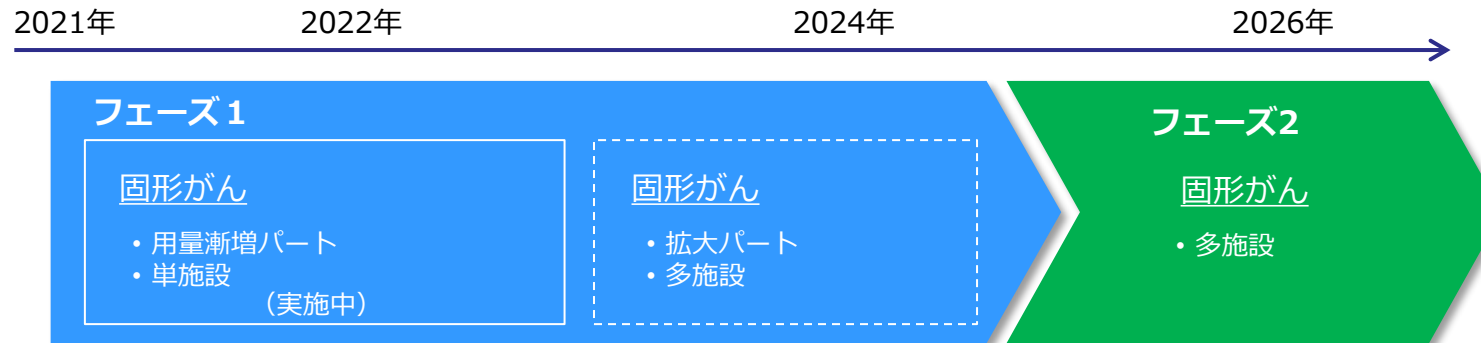 2021年 2022年 2024年 2026年
フェーズ１
固形がん
・用量漸増パート
・単施設
（実施中）
固形がん
・拡大パート
・多施設
フェーズ2
固形がん
・多施設